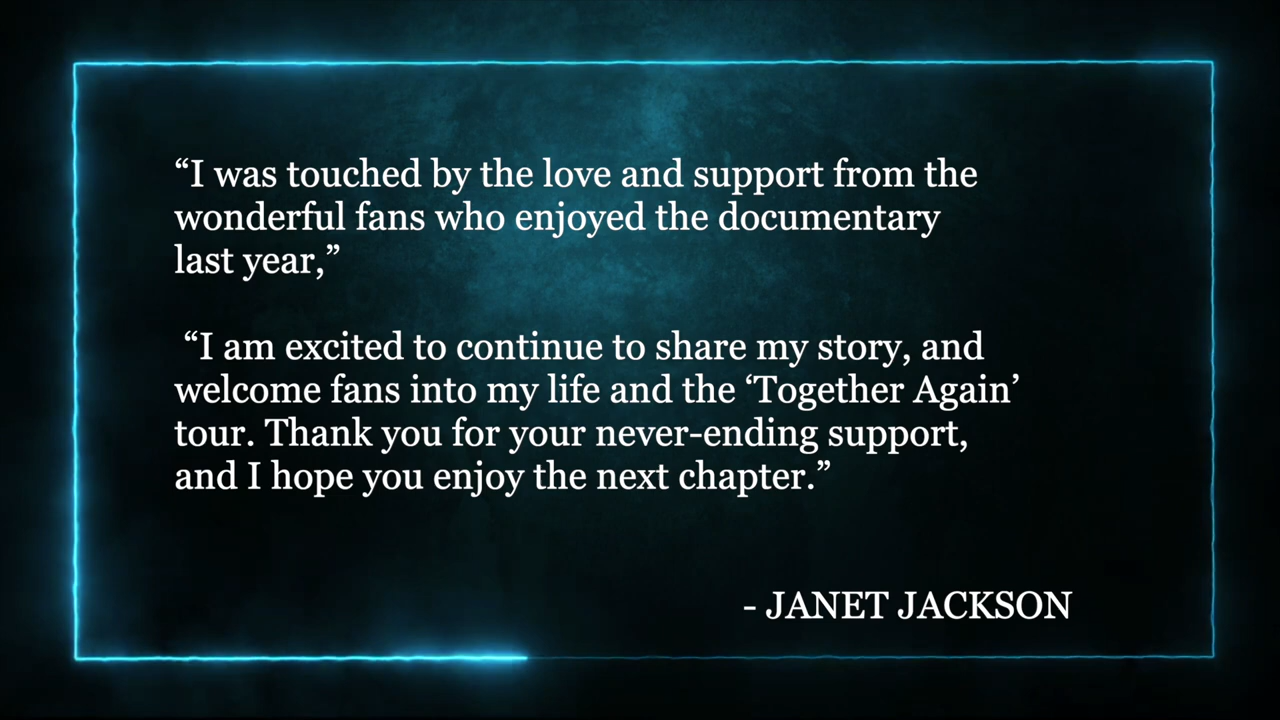 “I was touched by the love and support from the
wonderful fans who enjoyed the documentary
last year,”
“I am excited to continue to share my story, and
welcome fans into my life and the ‘Together Again’
tour. Thank you for your never-ending support,
and I hope you enjoy the next chapter.”
- JANET JACKSON